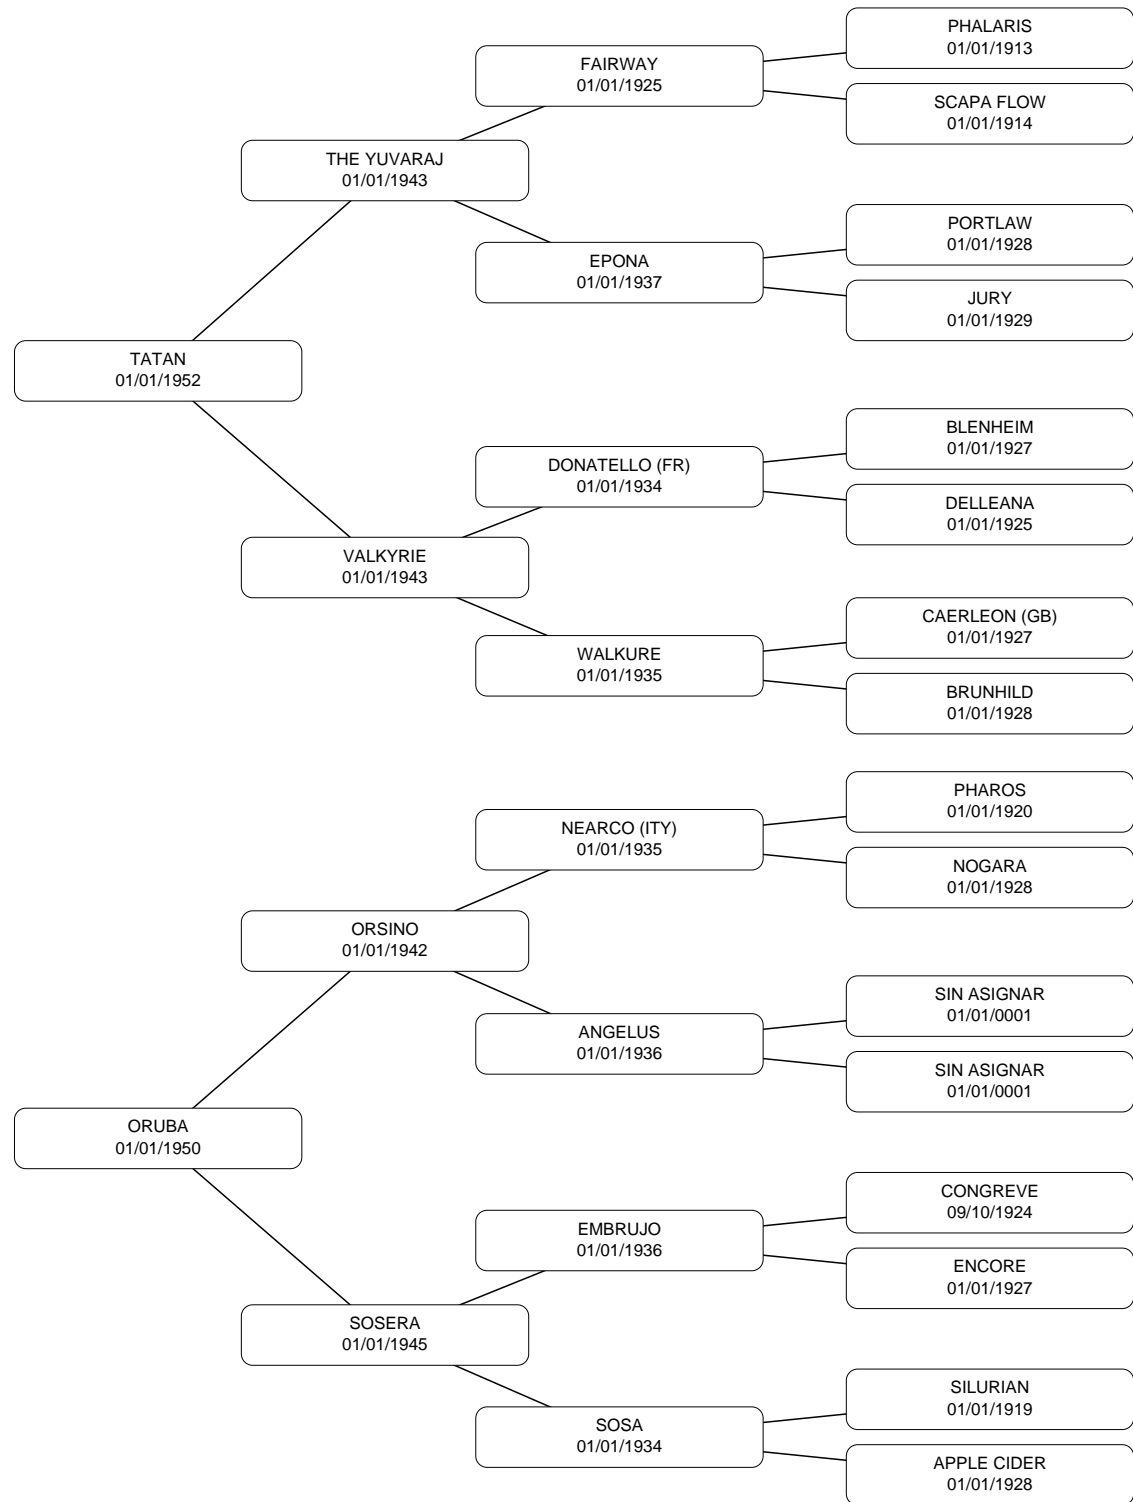 PHALARIS
01/01/1913
FAIRWAY
01/01/1925
SCAPA FLOW
01/01/1914
THE YUVARAJ
01/01/1943
PORTLAW
01/01/1928
EPONA
01/01/1937
JURY
01/01/1929
TATAN
01/01/1952
BLENHEIM
01/01/1927
DONATELLO (FR)
01/01/1934
DELLEANA
01/01/1925
VALKYRIE
01/01/1943
CAERLEON (GB)
01/01/1927
WALKURE
01/01/1935
BRUNHILD
01/01/1928
PHAROS
01/01/1920
NEARCO (ITY)
01/01/1935
NOGARA
01/01/1928
ORSINO
01/01/1942
SIN ASIGNAR
01/01/0001
ANGELUS
01/01/1936
SIN ASIGNAR
01/01/0001
ORUBA
01/01/1950
CONGREVE
09/10/1924
EMBRUJO
01/01/1936
ENCORE
01/01/1927
SOSERA
01/01/1945
SILURIAN
01/01/1919
SOSA
01/01/1934
APPLE CIDER
01/01/1928